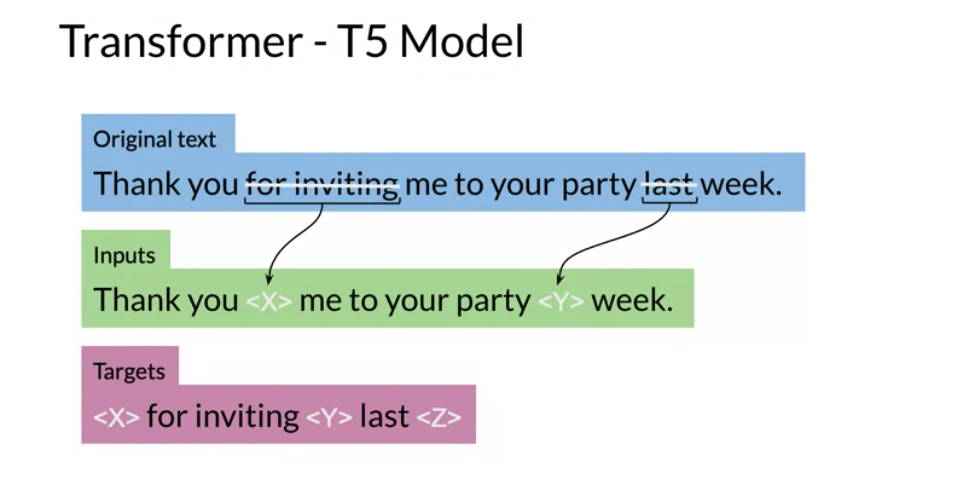 Transformer - T5 Model
Original text
Thank you for inviting me to your party last week.
Inputs
Thank you <X> me to your party <Y> week.
Targets
<X> for inviting <Y> last <Z>